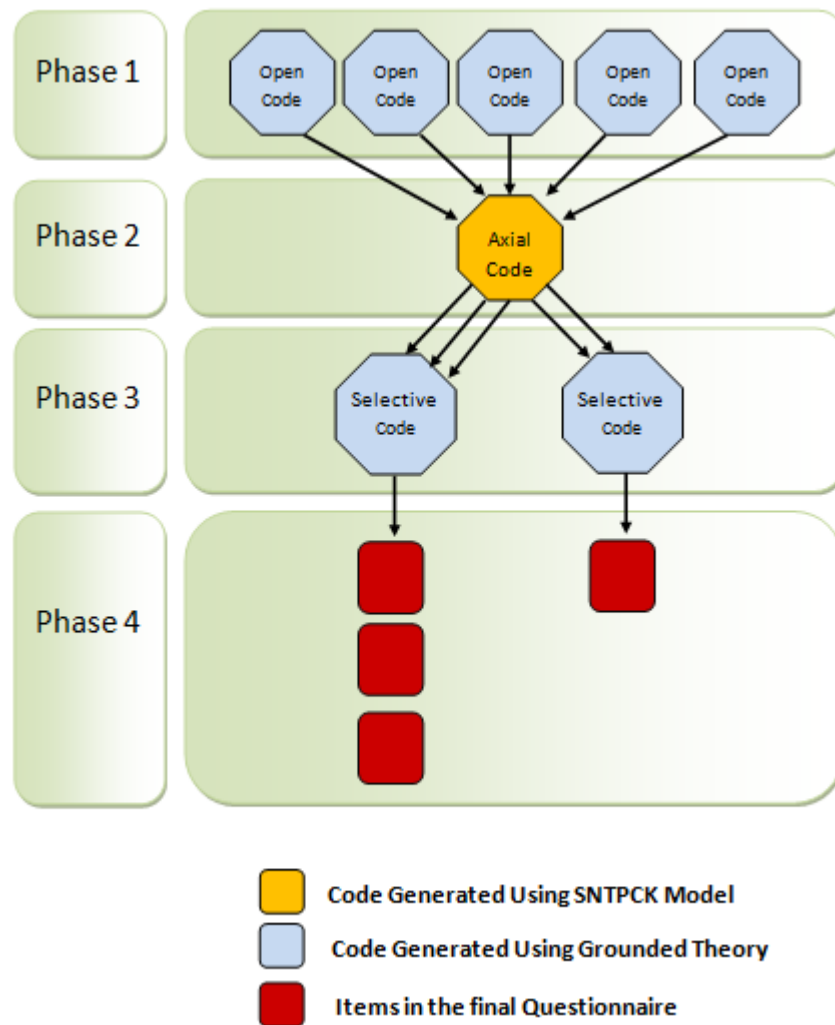 Phase 1
Open
Code
Open
Code
Open
Code
Open
Code
Open
Code
Phase 2
Axial
Code
Phase 3
Selective
Code
Selective
Code
Phase 4
Code Generated Using SNTPCK Model
Code Generated Using Grounded Theory
Items in the final Questionnaire